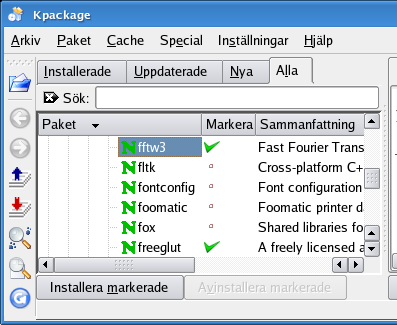 Kpackage
Arkiv Paket Cache Special Inställningar Hjälp
Installerade Uppdaterade Nya Alla
Sök:
Paket Markera Sammanfattning
fftw3 Fast Fourier Trans
fltk Cross-platform C+
fontconfig Font configuration
foomatic Foomatic printer d
fox Shared libraries fo
freeglut A freely licensed a
Installera markerade Avinstallera markerade